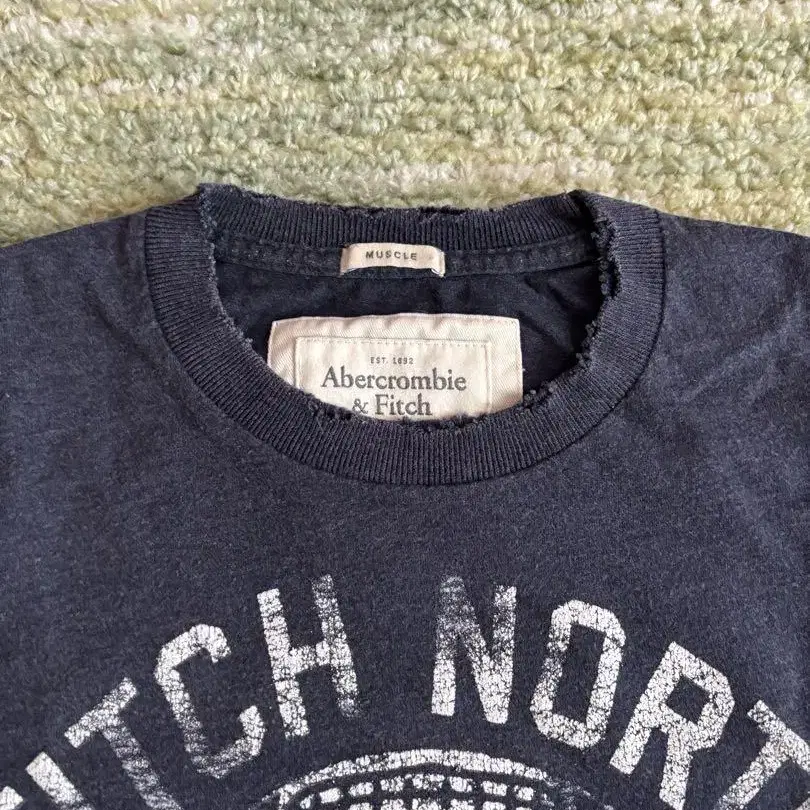 MUSCLE
EST. 1892
Abercrombie
& Fitch
ITCH NORT